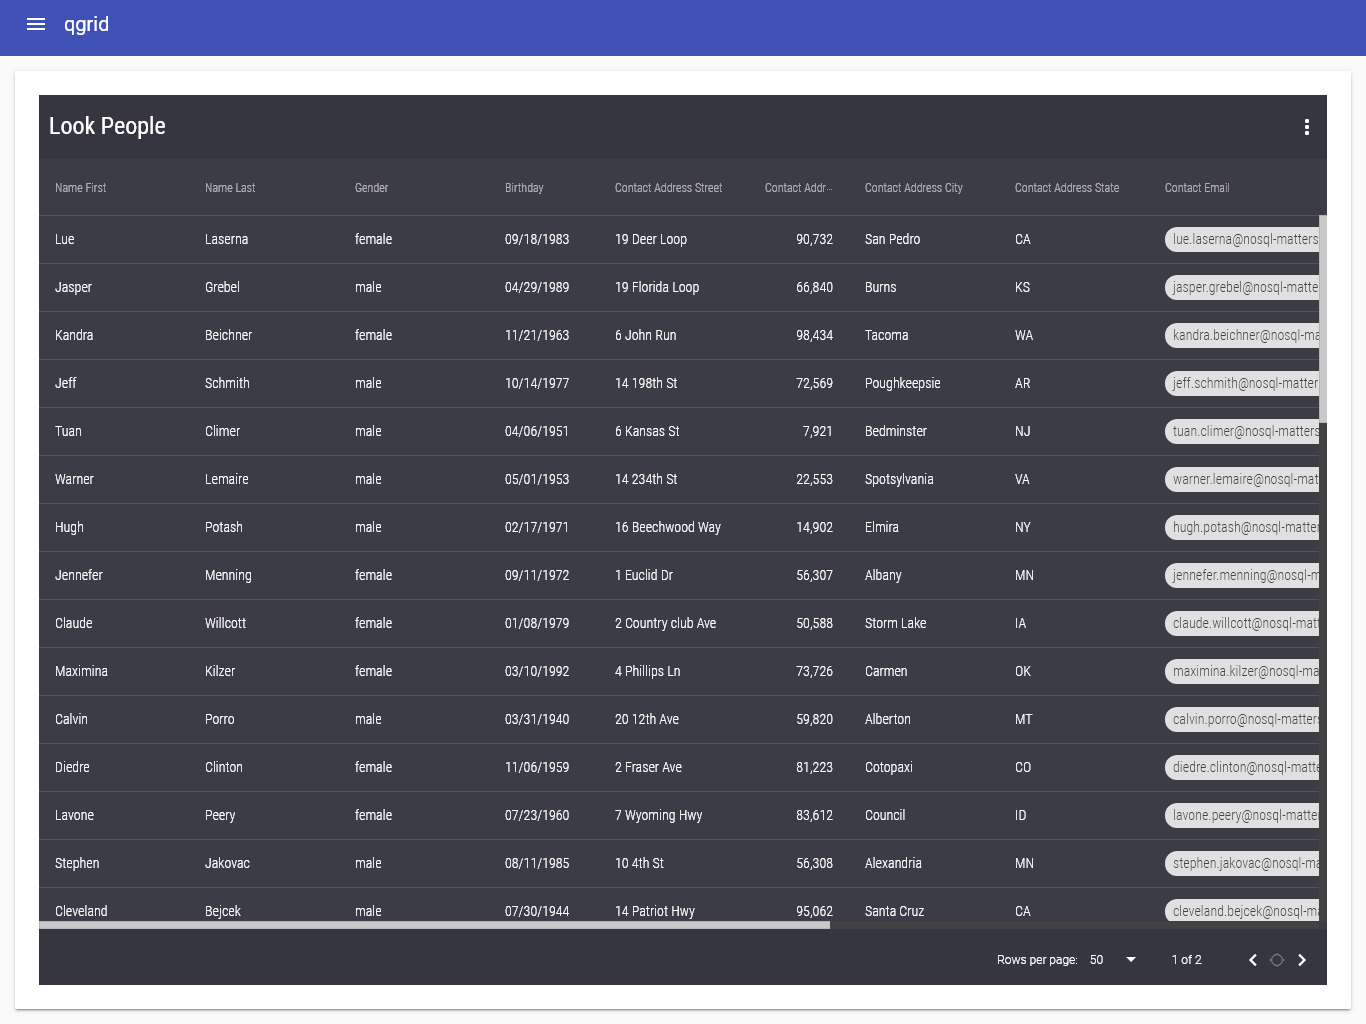 qgrid
Look People
Name First Name Last Gender Birthday Contact Address Street Contact Addr... Contact Address City Contact Address State Contact Email
Lue Laserna female 09/18/1983 19 Deer Loop 90,732 San Pedro CA lue.laserna@nosql-matters
Jasper Grebel male 04/29/1989 19 Florida Loop 66,840 Burns KS jasper.grebel@nosql-matte
Kandra Beichner female 11/21/1963 6 John Run 98,434 Tacoma WA kandra.beichner@nosql-ma
Jeff Schmith male 10/14/1977 14 198th St 72,569 Poughkeepsie AR jeff.schmith@nosql-matter
Tuan Climer male 04/06/1951 6 Kansas St 7,921 Bedminster NJ tuan.climer@nosql-matters
Warner Lemaire male 05/01/1953 14 234th St 22,553 Spotsylvania VA warner.lemaire@nosql-mat
Hugh Potash male 02/17/1971 16 Beechwood Way 14,902 Elmira NY hugh.potash@nosql-matter
Jennefer Menning female 09/11/1972 1 Euclid Dr 56,307 Albany MN jennefer.menning@nosql-m
Claude Willcott female 01/08/1979 2 Country club Ave 50,588 Storm Lake IA claude.willcott@nosql-matt
Maximina Kilzer female 03/10/1992 4 Phillips Ln 73,726 Carmen OK maximina.kilzer@nosql-ma
Calvin Porro male 03/31/1940 20 12th Ave 59,820 Alberton MT calvin.porro@nosql-matters
Diedre Clinton female 11/06/1959 2 Fraser Ave 81,223 Cotopaxi CO diedre.clinton@nosql-matte
Lavone Peery female 07/23/1960 7 Wyoming Hwy 83,612 Council ID lavone.peery@nosql-matter
Stephen Jakovac male 08/11/1985 10 4th St 56,308 Alexandria MN stephen.jakovac@nosql-ma
Cleveland Bejcek male 07/30/1944 14 Patriot Hwy 95,062 Santa Cruz CA cleveland.bejcek@nosql-m
Rows per page: 50 1 of 2